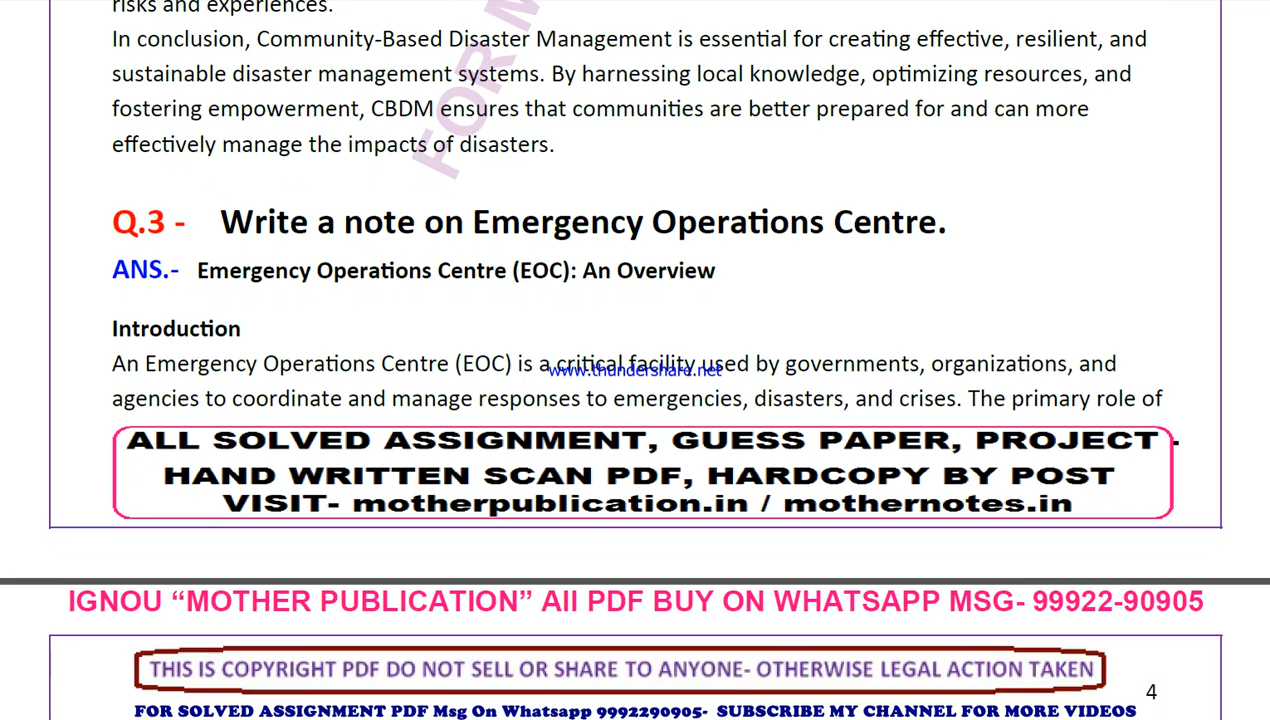 risks and experiences.
In conclusion, Community-Based Disaster Management is essential for creating effective, resilient, and
sustainable disaster management systems. By harnessing local knowledge, optimizing resources, and
fostering empowerment, CBDM ensures that communities are better prepared for and can more
effectively manage the impacts of disasters.
FOR M
Q.3 - Write a note on Emergency Operations Centre.
ANS.- Emergency Operations Centre (EOC): An Overview
Introduction
An Emergency Operations Centre (EOC) is a critical facility used by governments, organizations, and
www.thundershare.net
agencies to coordinate and manage responses to emergencies, disasters, and crises. The primary role of
ALL SOLVED ASSIGNMENT, GUESS PAPER, PROJECT -
HAND WRITTEN SCAN PDF, HARDCOPY BY POST
VISIT- motherpublication.in / mothernotes.in
IGNOU “MOTHER PUBLICATION” All PDF BUY ON WHATSAPP MSG- 99922-90905
THIS IS COPYRIGHT PDF DO NOT SELL OR SHARE TO ANYONE- OTHERWISE LEGAL ACTION TAKEN
4
FOR SOLVED ASSIGNMENT PDF Msg On Whatsapp 9992290905- SUBSCRIBE MY CHANNEL FOR MORE VIDEOS